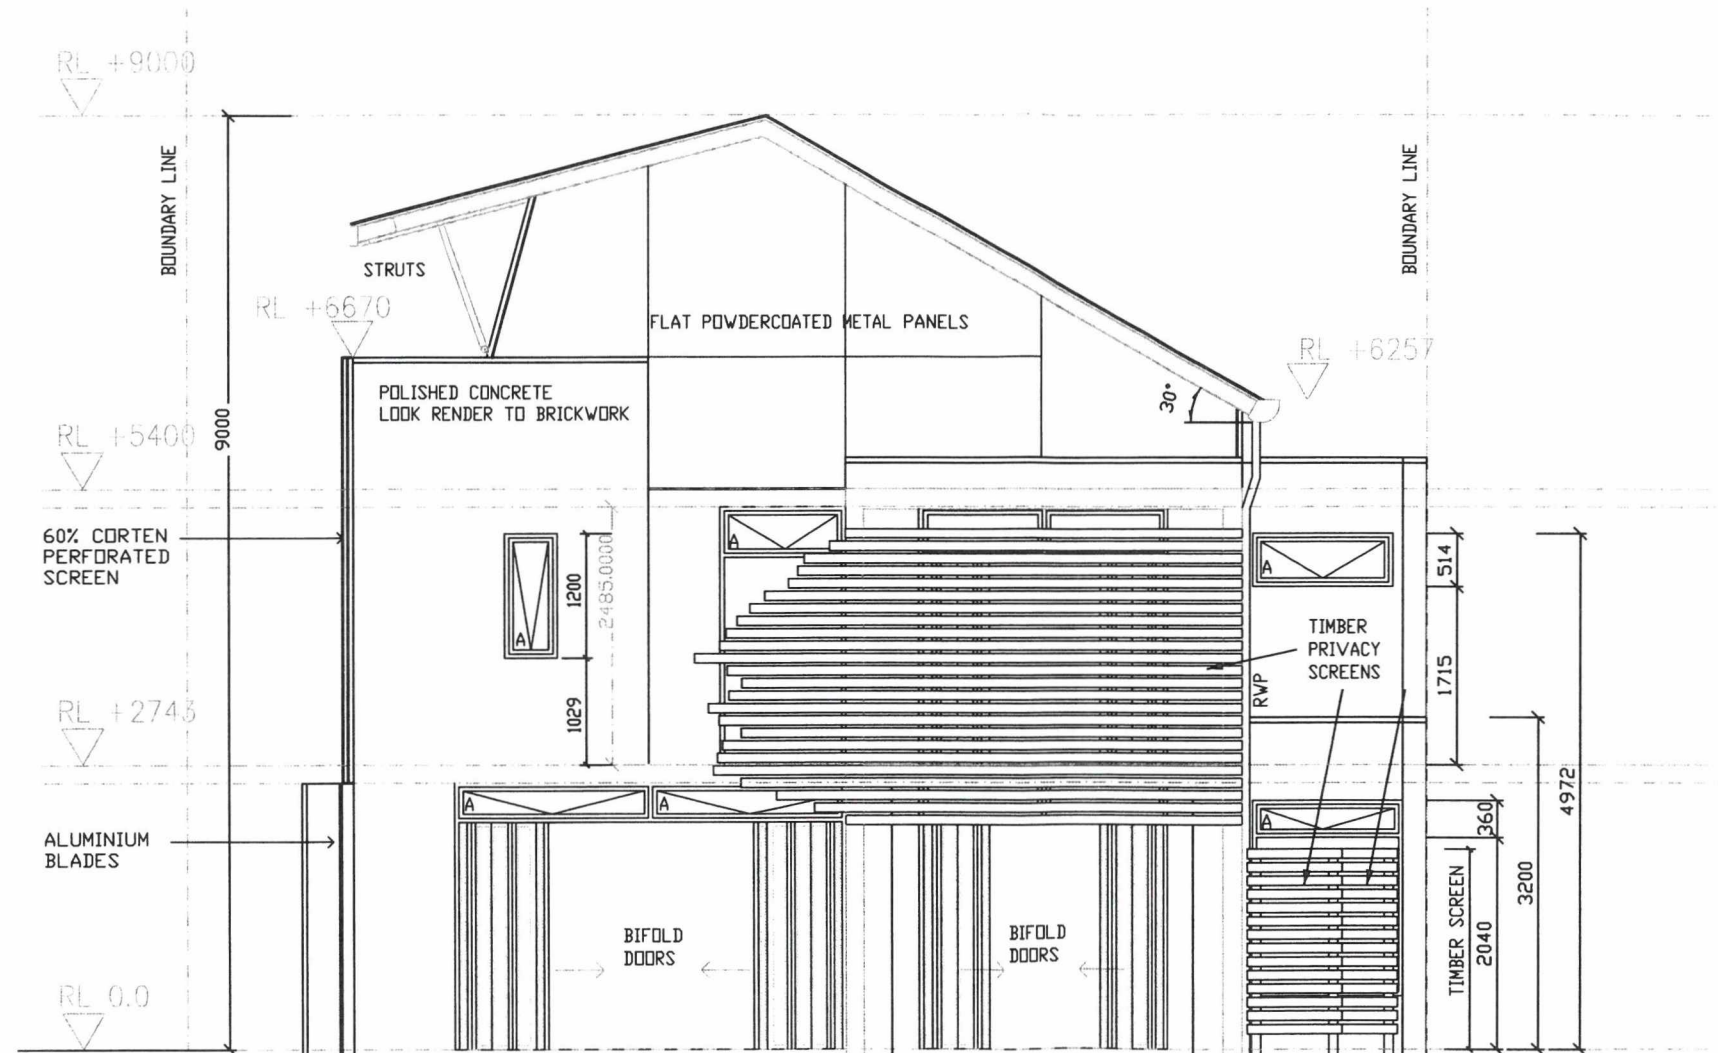 RL +9000
BOUNDARY LINE
BOUNDARY LINE
STRUTS
RL +6670
FLAT POWDERCOATED METAL PANELS
RL +6257
30°
POLISHED CONCRETE
LOOK RENDER TO BRICKWORK
9000
RL +5400
60% CORTEN
PERFORATED
SCREEN
A
1200
2485.0000
1029
A
A
514
1715
TIMBER
PRIVACY
SCREENS
RWP
RL +2743
4972
3200
360
2040
TIMBER SCREEN
A
A
A
ALUMINIUM
BLADES
BIFOLD
DOORS
BIFOLD
DOORS
RL 0.0